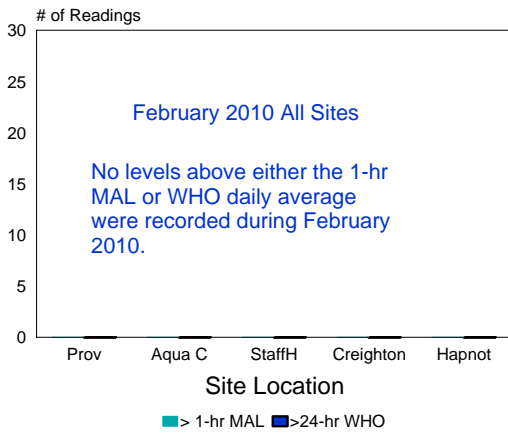 # of Readings
30
25
20
15
10
5
0
February 2010 All Sites
No levels above either the 1-hr
MAL or WHO daily average
were recorded during February
2010.
Prov Aqua C StaffH Creighton Hapnot
Site Location
> 1-hr MAL >24-hr WHO